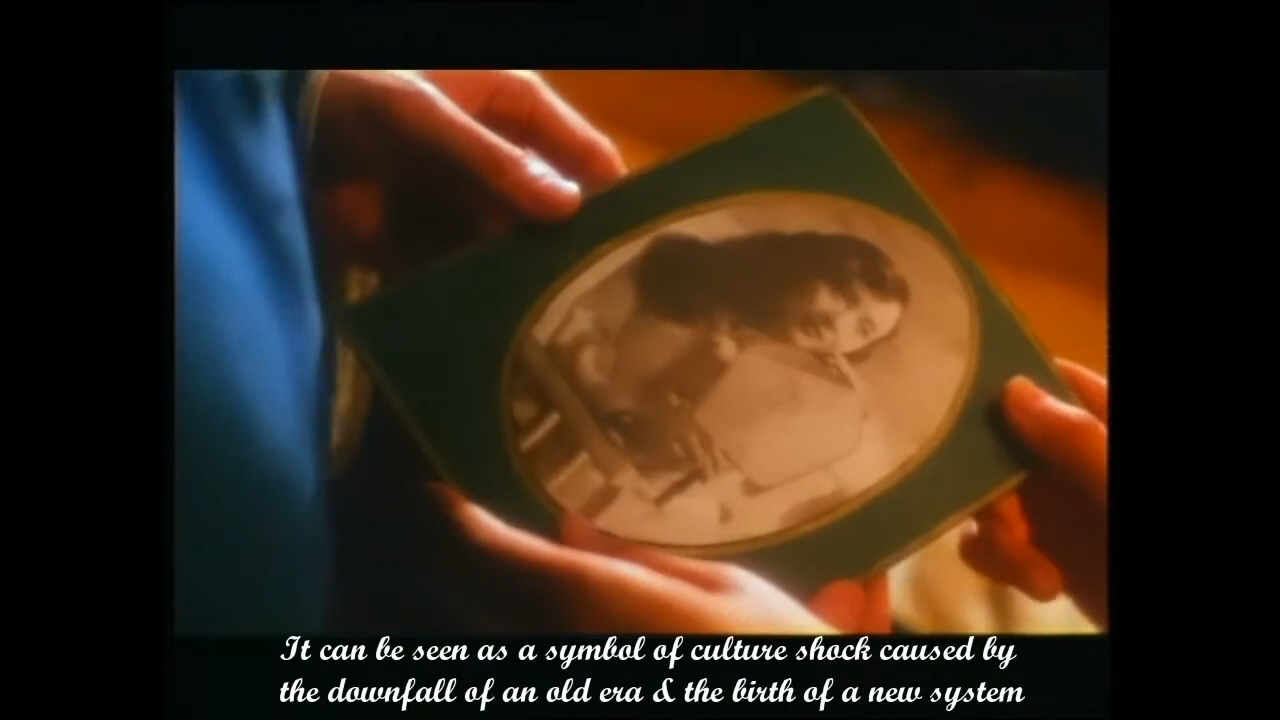 It can be seen as a symbol of culture shock caused by
the downfall of an old era & the birth of a new system